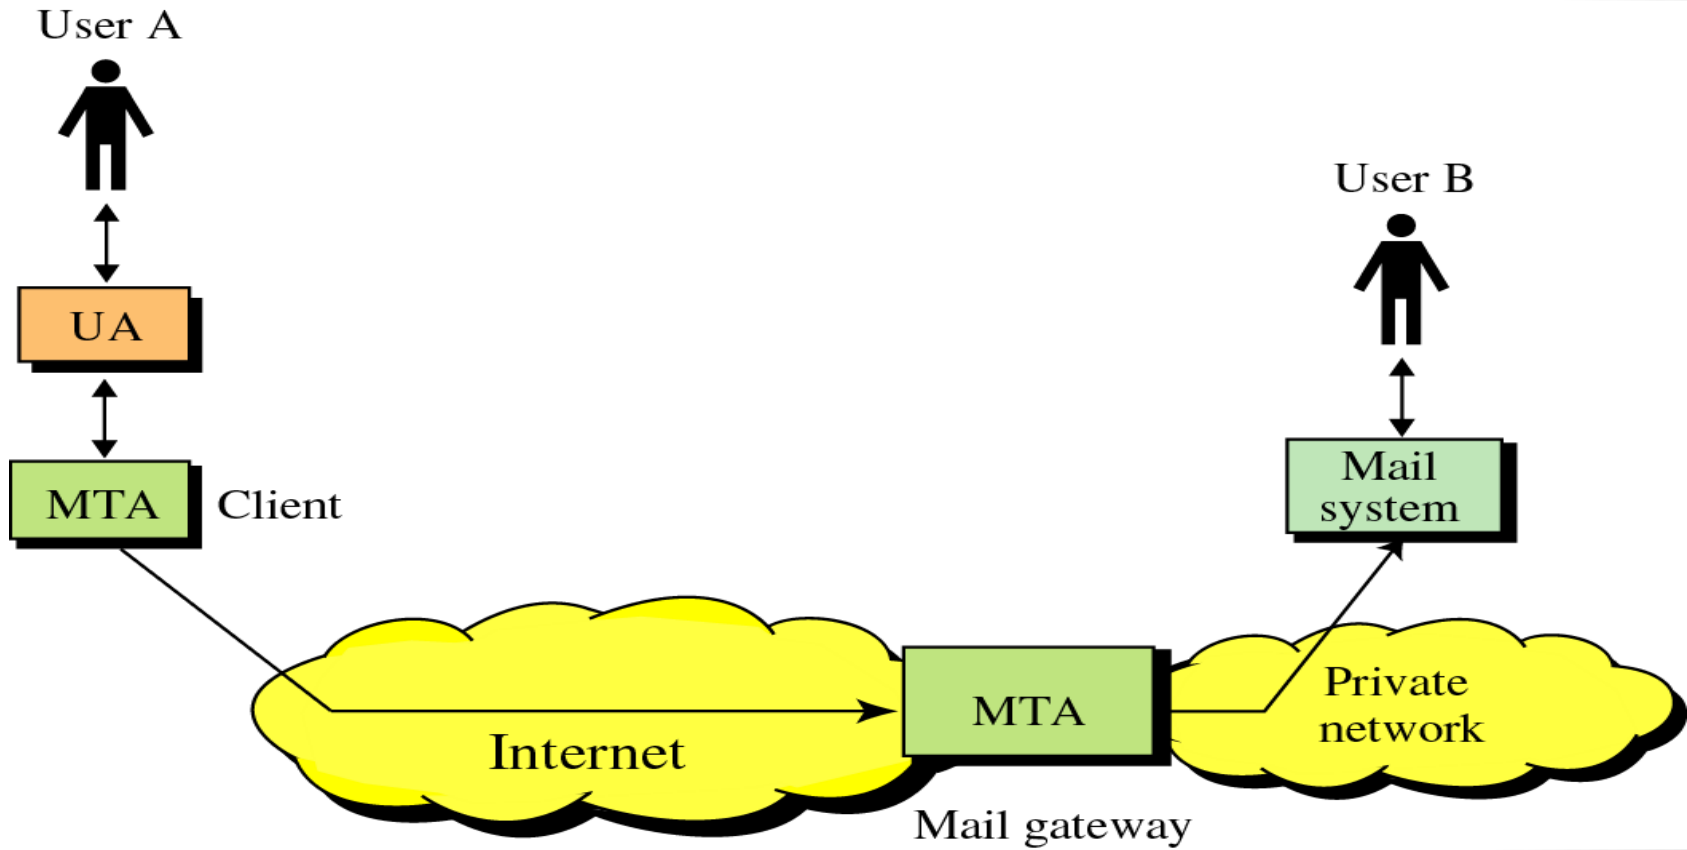 User A
User B
UA
Mail
system
MTA
Client
Private
network
MTA
Internet
Mail gateway